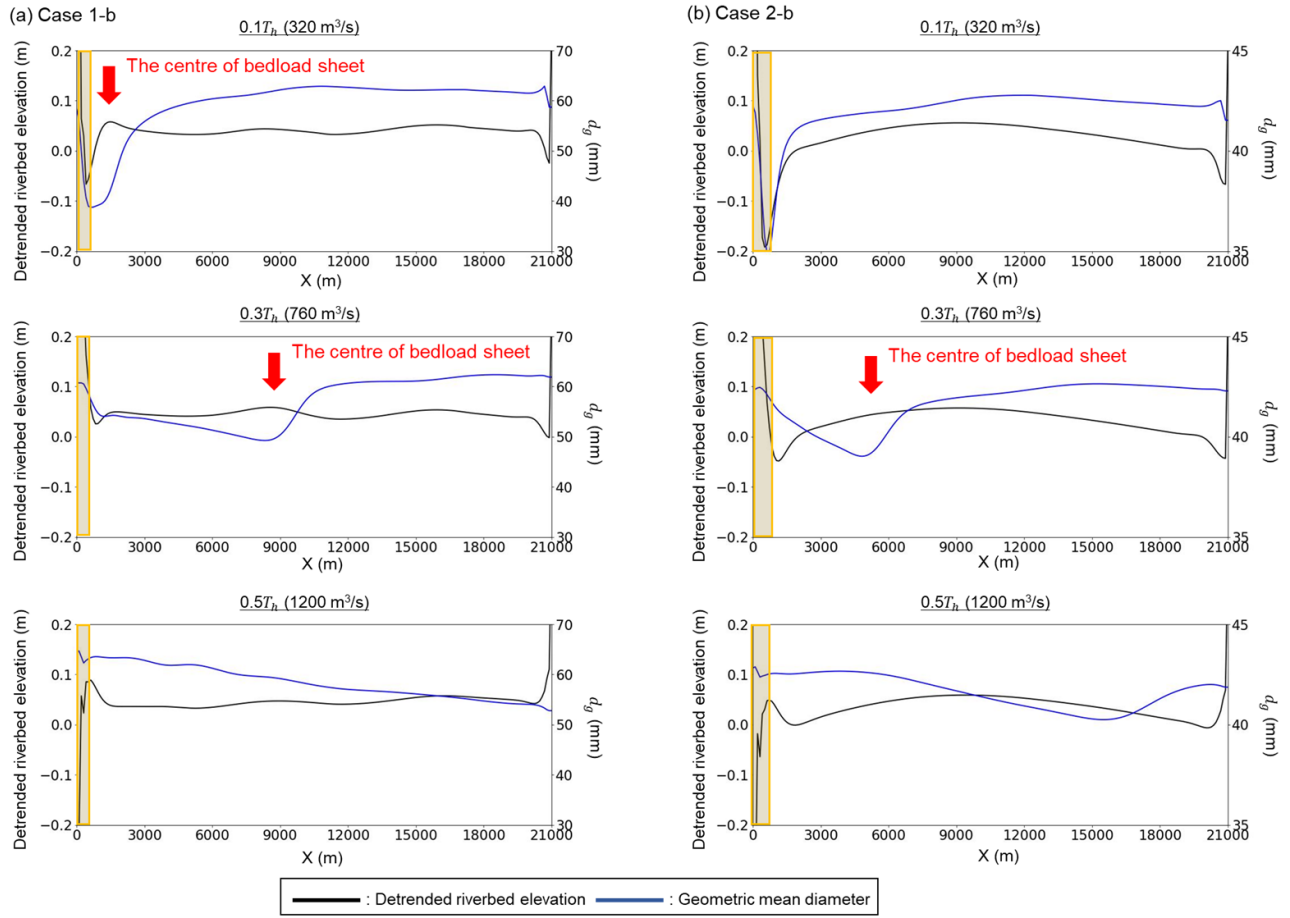 (a) Case 1-b
0.1Tₕ (320 m³/s)
Detrended riverbed elevation (m)
0.2
0.1
0.0
−0.1
−0.2
The centre of bedload sheet
70
60
50
40
30
d_g (mm)
0 3000 6000 9000 12000 15000 18000 21000
X (m)
0.3Tₕ (760 m³/s)
Detrended riverbed elevation (m)
0.2
0.1
0.0
−0.1
−0.2
The centre of bedload sheet
70
60
50
40
30
d_g (mm)
0 3000 6000 9000 12000 15000 18000 21000
X (m)
0.5Tₕ (1200 m³/s)
Detrended riverbed elevation (m)
0.2
0.1
0.0
−0.1
−0.2
70
60
50
40
30
d_g (mm)
0 3000 6000 9000 12000 15000 18000 21000
X (m)
(b) Case 2-b
0.1Tₕ (320 m³/s)
Detrended riverbed elevation (m)
0.2
0.1
0.0
−0.1
−0.2
45
40
35
d_g (mm)
0 3000 6000 9000 12000 15000 18000 21000
X (m)
0.3Tₕ (760 m³/s)
Detrended riverbed elevation (m)
0.2
0.1
0.0
−0.1
−0.2
The centre of bedload sheet
45
40
35
d_g (mm)
0 3000 6000 9000 12000 15000 18000 21000
X (m)
0.5Tₕ (1200 m³/s)
Detrended riverbed elevation (m)
0.2
0.1
0.0
−0.1
−0.2
45
40
35
d_g (mm)
0 3000 6000 9000 12000 15000 18000 21000
X (m)
: Detrended riverbed elevation : Geometric mean diameter